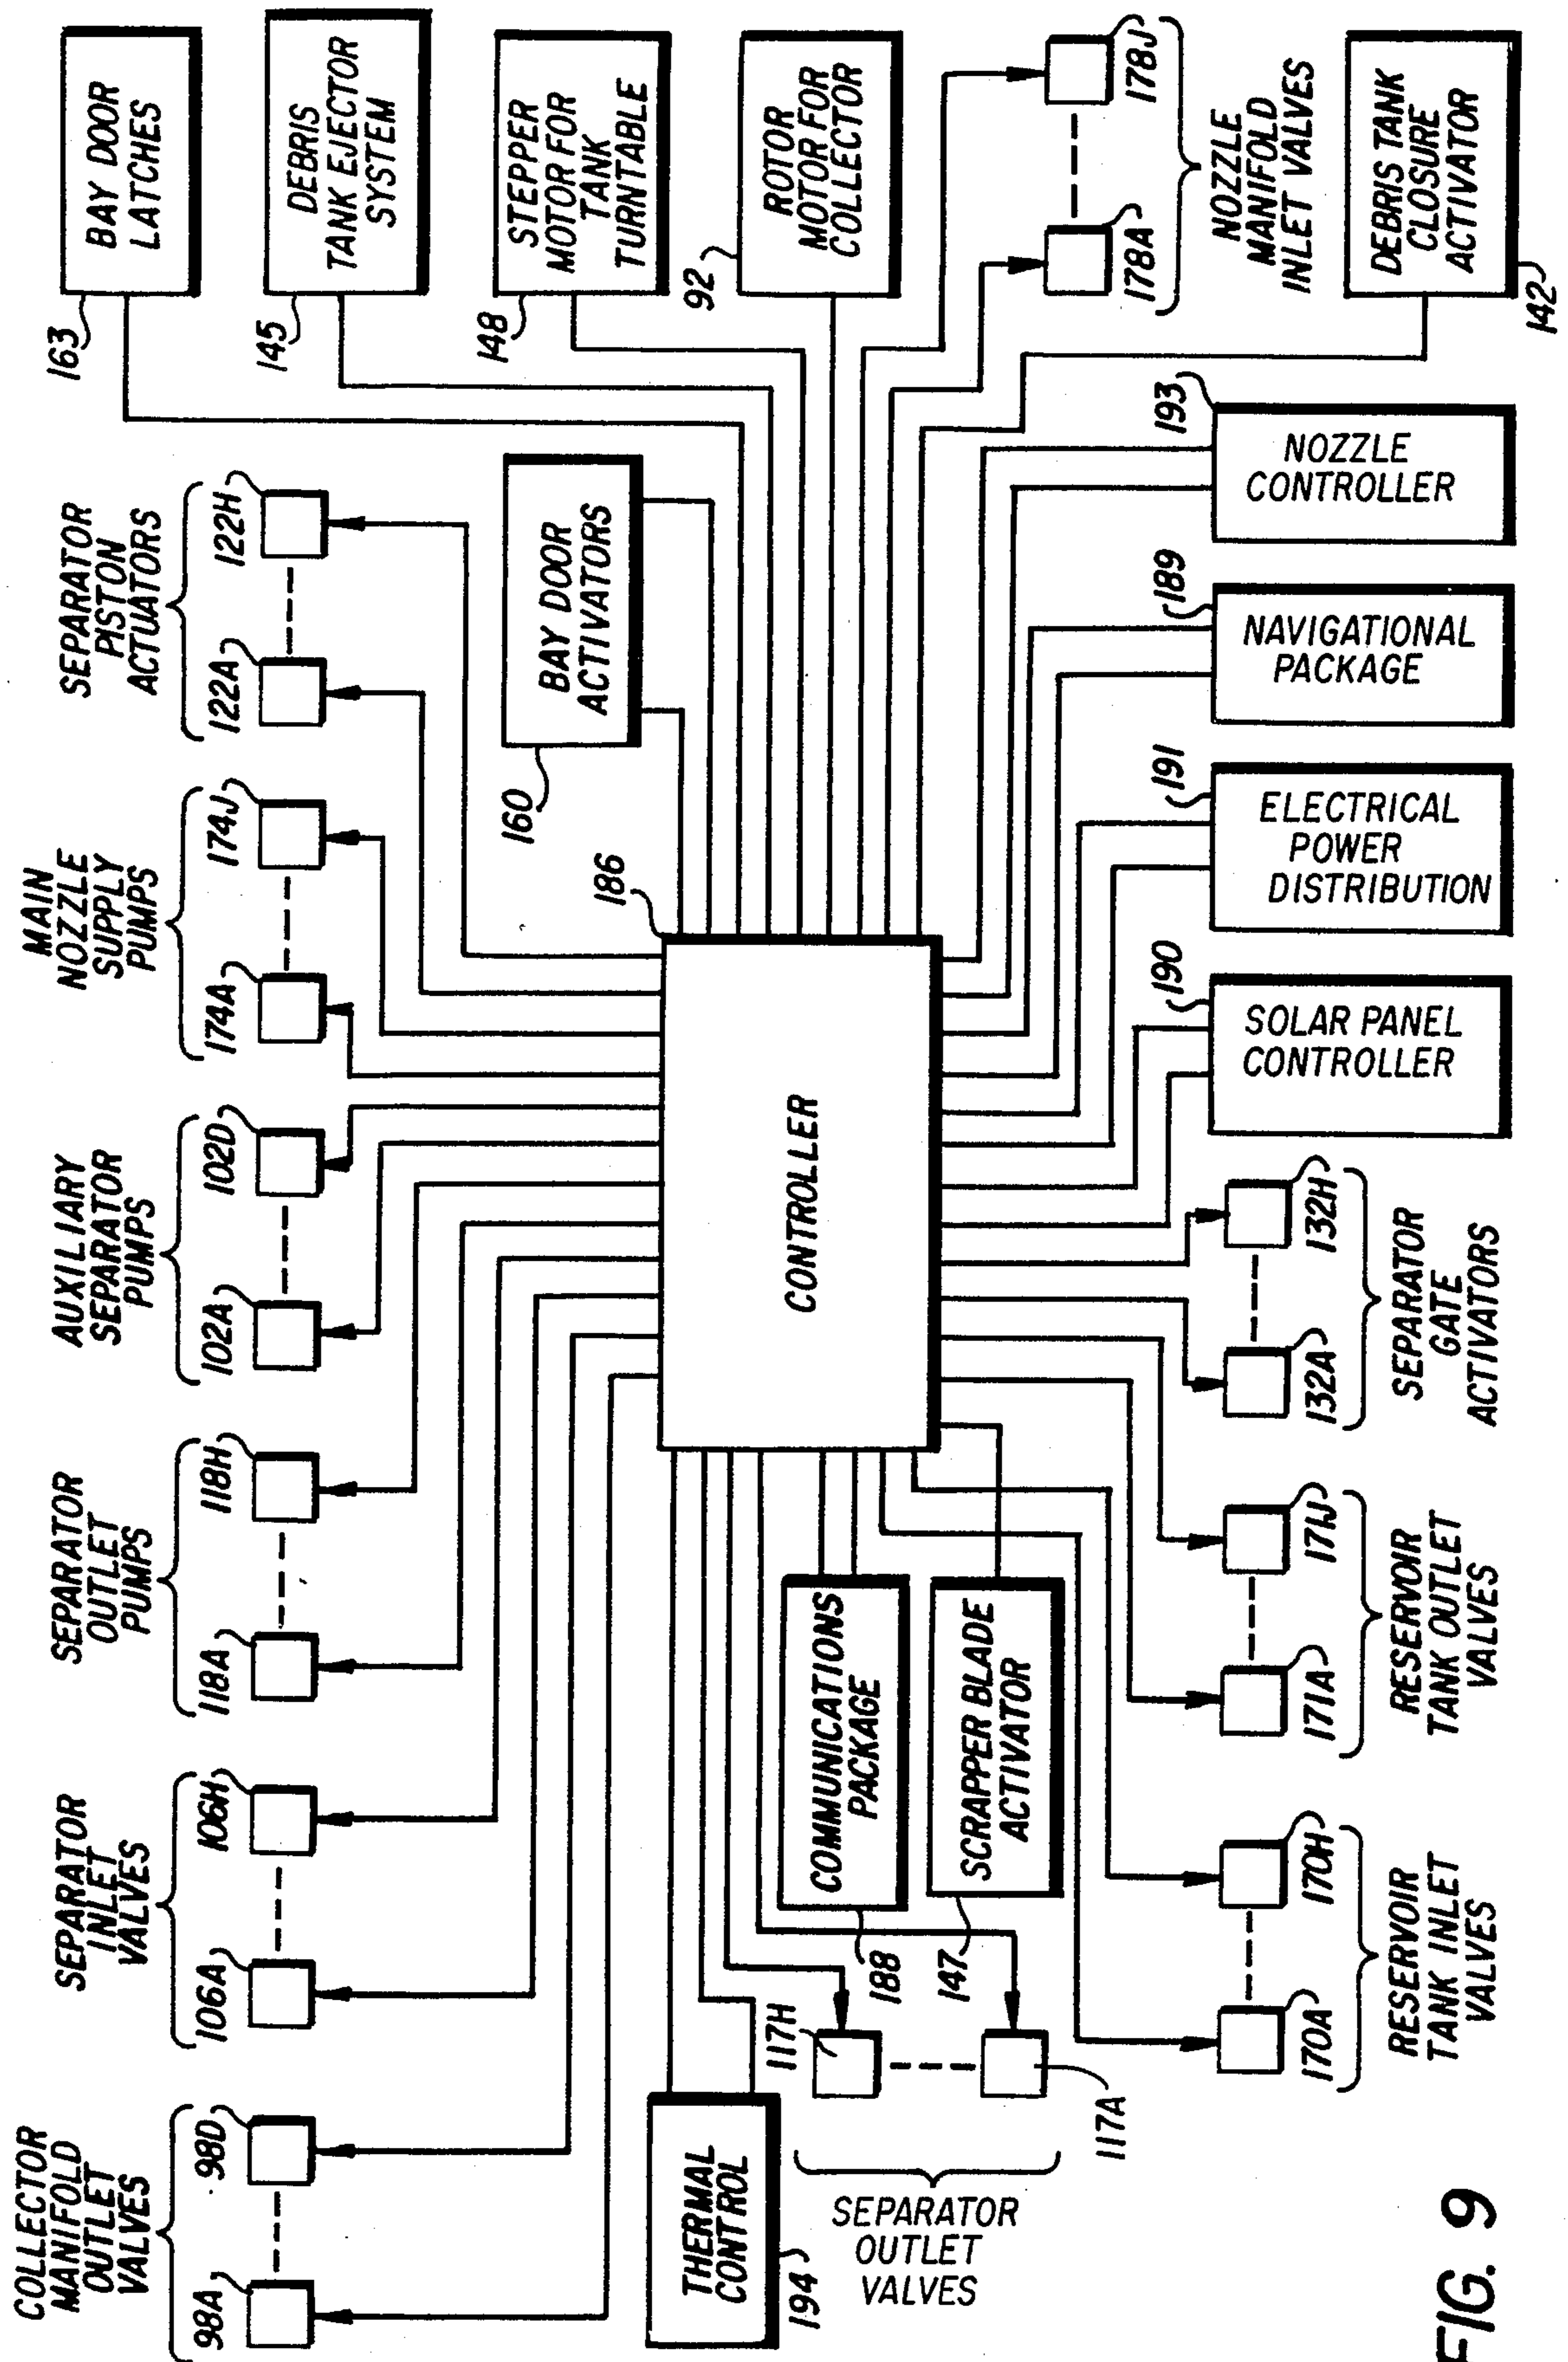 COLLECTOR
MANIFOLD
OUTLET
VALVES
98A
98D
SEPARATOR
INLET
VALVES
106A
106H
SEPARATOR
OUTLET
PUMPS
118A
118H
AUXILIARY
SEPARATOR
PUMPS
102A
102D
MAIN
NOZZLE
SUPPLY
PUMPS
174A
174J
SEPARATOR
PISTON
ACTUATORS
122A
122H
BAY DOOR
LATCHES
163
DEBRIS
TANK EJECTOR
SYSTEM
145
STEPPER
MOTOR FOR
TANK
TURNTABLE
148
ROTOR
MOTOR FOR
COLLECTOR
92
178A
178J
NOZZLE
MANIFOLD
INLET VALVES
DEBRIS TANK
CLOSURE
ACTIVATOR
142
BAY DOOR
ACTIVATORS
160
186
CONTROLLER
THERMAL
CONTROL
194
117H
117A
SEPARATOR
OUTLET
VALVES
COMMUNICATIONS
PACKAGE
188
SCRAPPER BLADE
ACTIVATOR
147
170A
170H
RESERVOIR
TANK INLET
VALVES
171A
171J
RESERVOIR
TANK OUTLET
VALVES
132A
132H
SEPARATOR
GATE
ACTIVATORS
190
SOLAR PANEL
CONTROLLER
191
ELECTRICAL
POWER
DISTRIBUTION
189
NAVIGATIONAL
PACKAGE
193
NOZZLE
CONTROLLER
FIG. 9